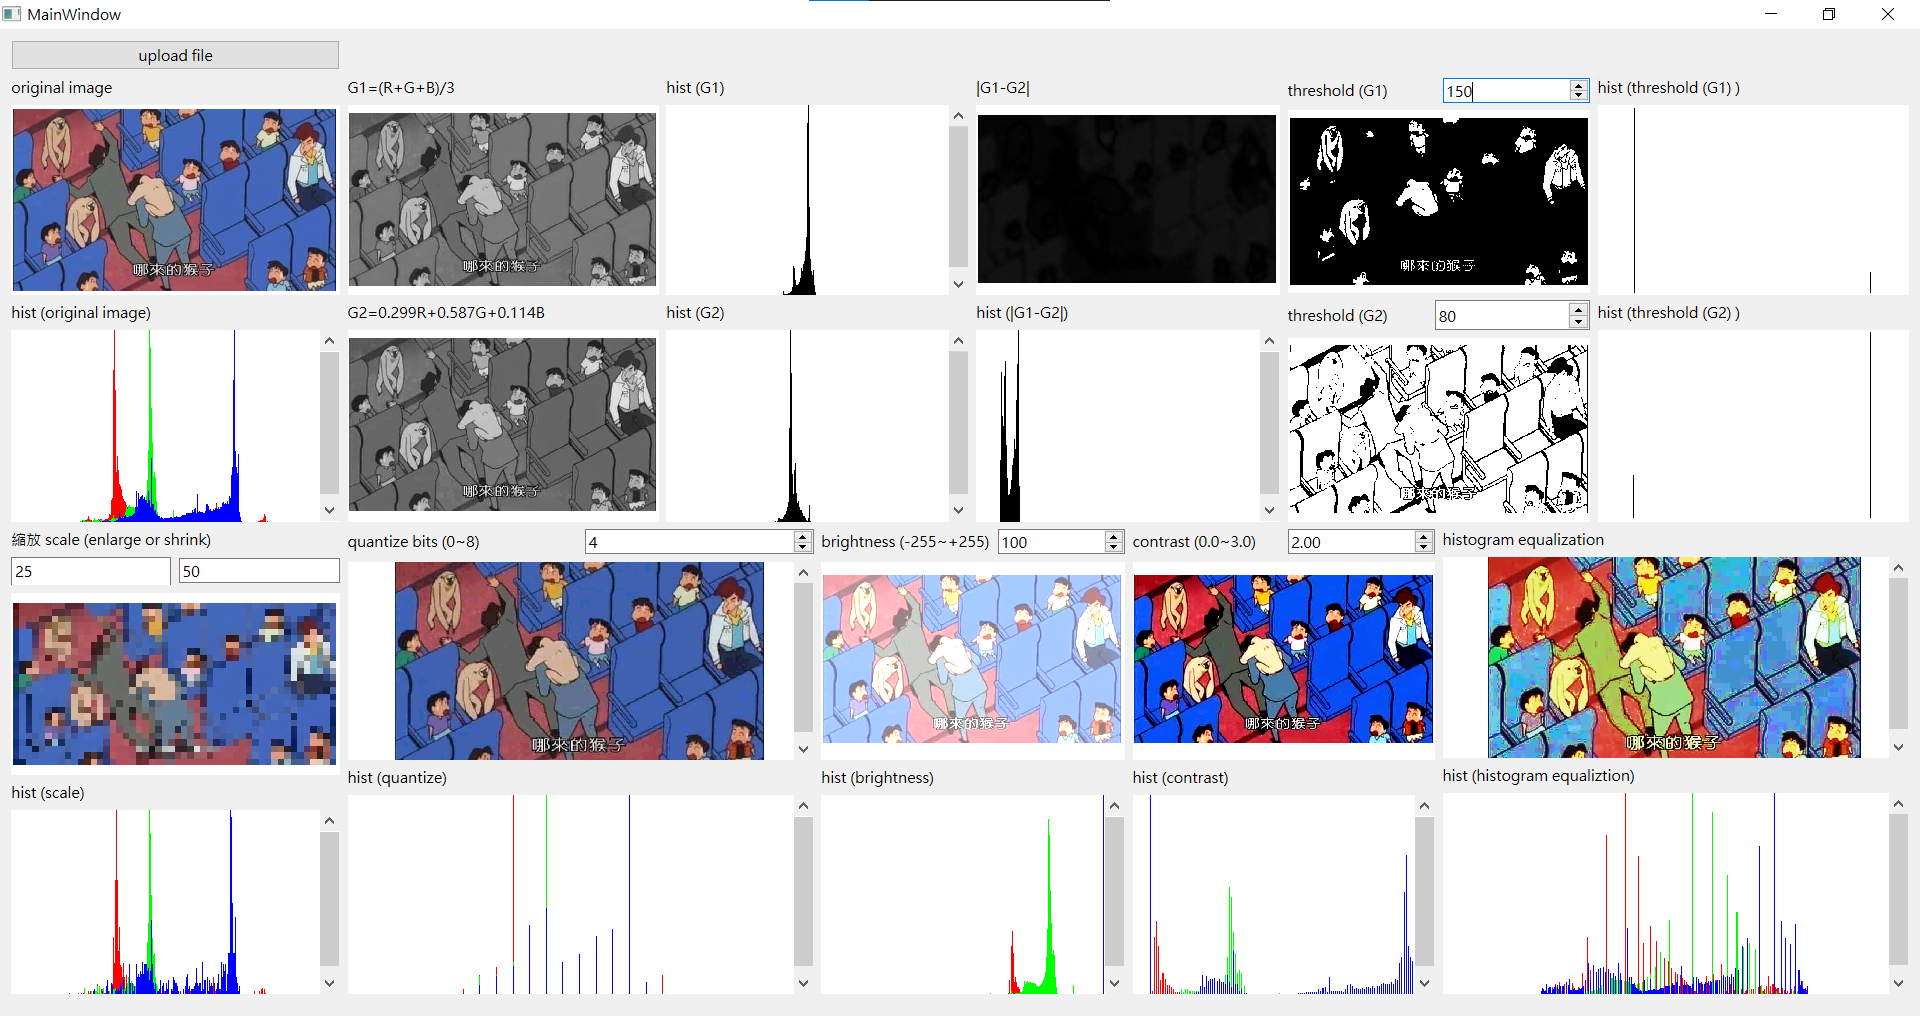 MainWindow
upload file
original image
G1=(R+G+B)/3
hist (G1)
|G1-G2|
threshold (G1)
150
hist (threshold (G1) )
哪來的猴子
哪來的猴子
哪來的猴子
hist (original image)
G2=0.299R+0.587G+0.114B
hist (G2)
hist (|G1-G2|)
threshold (G2)
80
hist (threshold (G2) )
哪來的猴子
哪來的猴子
縮放 scale (enlarge or shrink)
25
50
quantize bits (0~8)
4
brightness (-255~+255)
100
contrast (0.0~3.0)
2.00
histogram equalization
哪來的猴子
哪來的猴子
哪來的猴子
哪來的猴子
hist (scale)
hist (quantize)
hist (brightness)
hist (contrast)
hist (histogram equaliztion)